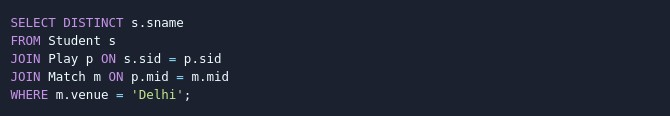 SELECT DISTINCT s.sname
FROM Student s
JOIN Play p ON s.sid = p.sid
JOIN Match m ON p.mid = m.mid
WHERE m.venue = 'Delhi';